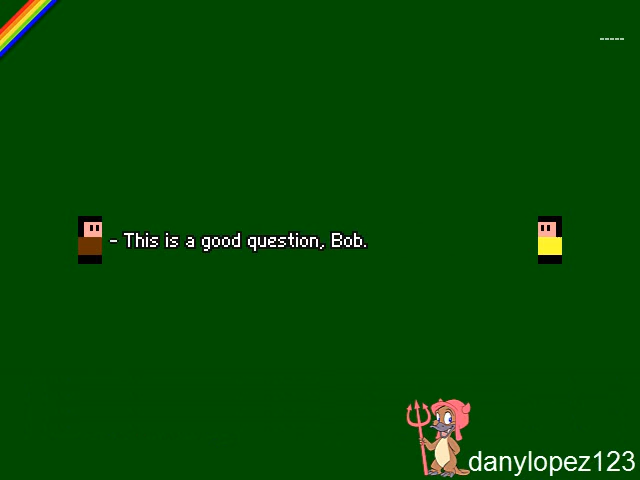 -----
- This is a good question, Bob.
danylopez123